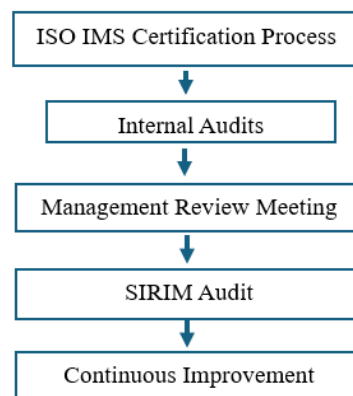 ISO IMS Certification Process
Internal Audits
Management Review Meeting
SIRIM Audit
Continuous Improvement